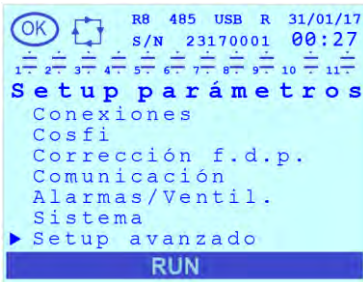 OK R8 485 USB R 31/01/17
S/N 23170001 00:27
1 2 3 4 5 6 7 8 9 10 11
Setup parámetros
Conexiones
Cosfi
Corrección f.d.p.
Comunicación
Alarmas/Ventil.
Sistema
Setup avanzado
RUN